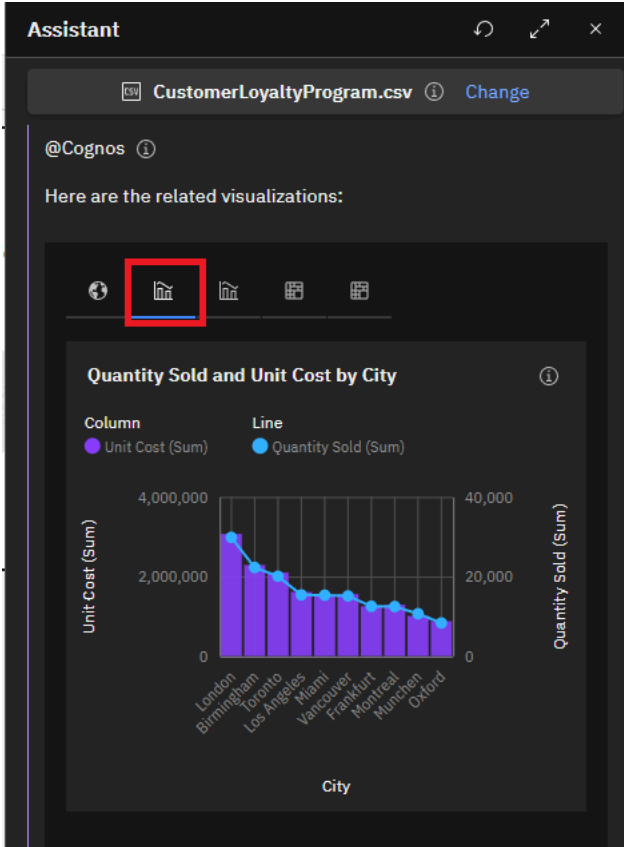 Assistant
CSV CustomerLoyaltyProgram.csv Change
@Cognos
Here are the related visualizations:
Quantity Sold and Unit Cost by City
Column Line
Unit Cost (Sum) Quantity Sold (Sum)
Unit Cost (Sum)
4,000,000
2,000,000
0
40,000
20,000
0
Quantity Sold (Sum)
London
Birmingham
Toronto
Los Angeles
Miami
Vancouver
Frankfurt
Montreal
Munchen
Oxford
City